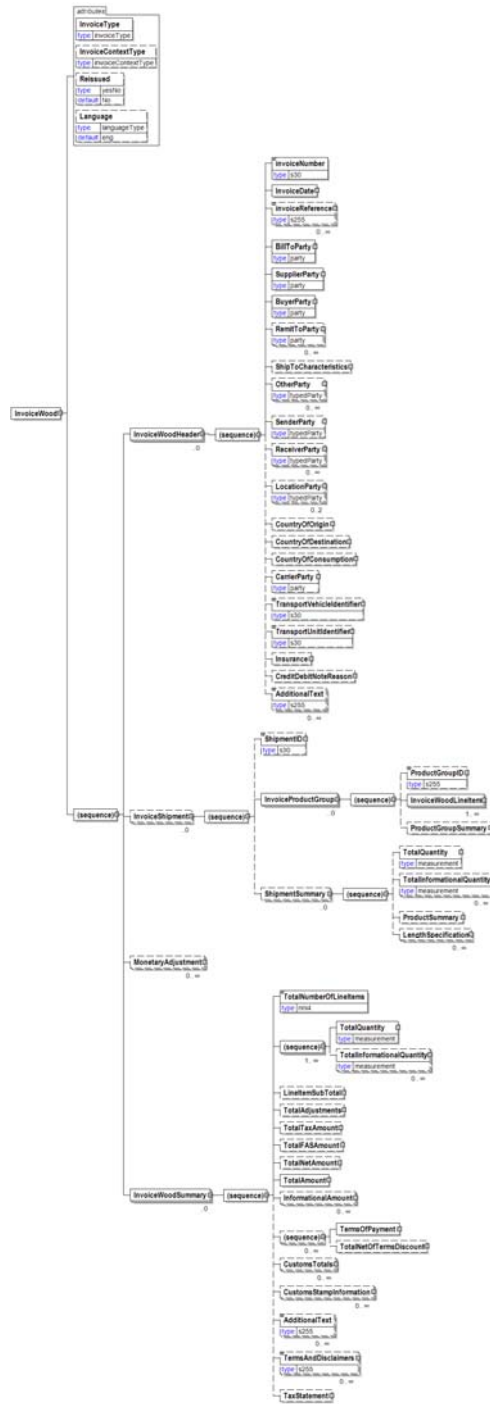 attributes
InvoiceType
type invoiceType
InvoiceContextType
type invoiceContextType
Reissued
type yesNo
default No
Language
type languageType
default eng
InvoiceNumber
type s30
InvoiceDate
InvoiceReference
type s255
0..∞
BillToParty
type party
SupplierParty
type party
BuyerParty
type party
RemitToParty
type party
0..∞
ShipToCharacteristics
OtherParty
type typedParty
0..∞
InvoiceWood
SenderParty
type typedParty
InvoiceWoodHeader
..0
(sequence)
ReceiverParty
type typedParty
0..∞
LocationParty
type typedParty
0..2
CountryOfOrigin
CountryOfDestination
CountryOfConsumption
CarrierParty
type party
TransportVehicleIdentifier
type s30
TransportUnitIdentifier
type s30
Insurance
CreditDebitNoteReason
AdditionalText
type s255
0..∞
ShipmentID
type s30
ProductGroupID
type s255
InvoiceProductGroup
..0
(sequence)
InvoiceWoodLineItem
1..∞
(sequence)
InvoiceShipment
..0
(sequence)
ProductGroupSummary
TotalQuantity
type measurement
TotalInformationalQuantity
type measurement
0..∞
ShipmentSummary
..0
(sequence)
ProductSummary
LengthSpecification
0..∞
MonetaryAdjustment
0..∞
TotalNumberOfLineItems
TotalQuantity
type measurement
(sequence)
1..∞
TotalInformationalQuantity
type measurement
0..∞
LineItemSubTotal
TotalAdjustments
TotalTaxAmount
TotalFASAmount
TotalNetAmount
TotalAmount
InvoiceWoodSummary
..0
(sequence)
InformationalAmount
0..∞
TermsOfPayment
(sequence)
0..∞
TotalNetOfTermsDiscount
CustomsTotals
0..∞
CustomsStampInformation
0..∞
AdditionalText
type s255
0..∞
TermsAndDisclaimers
type s255
0..∞
TaxStatement